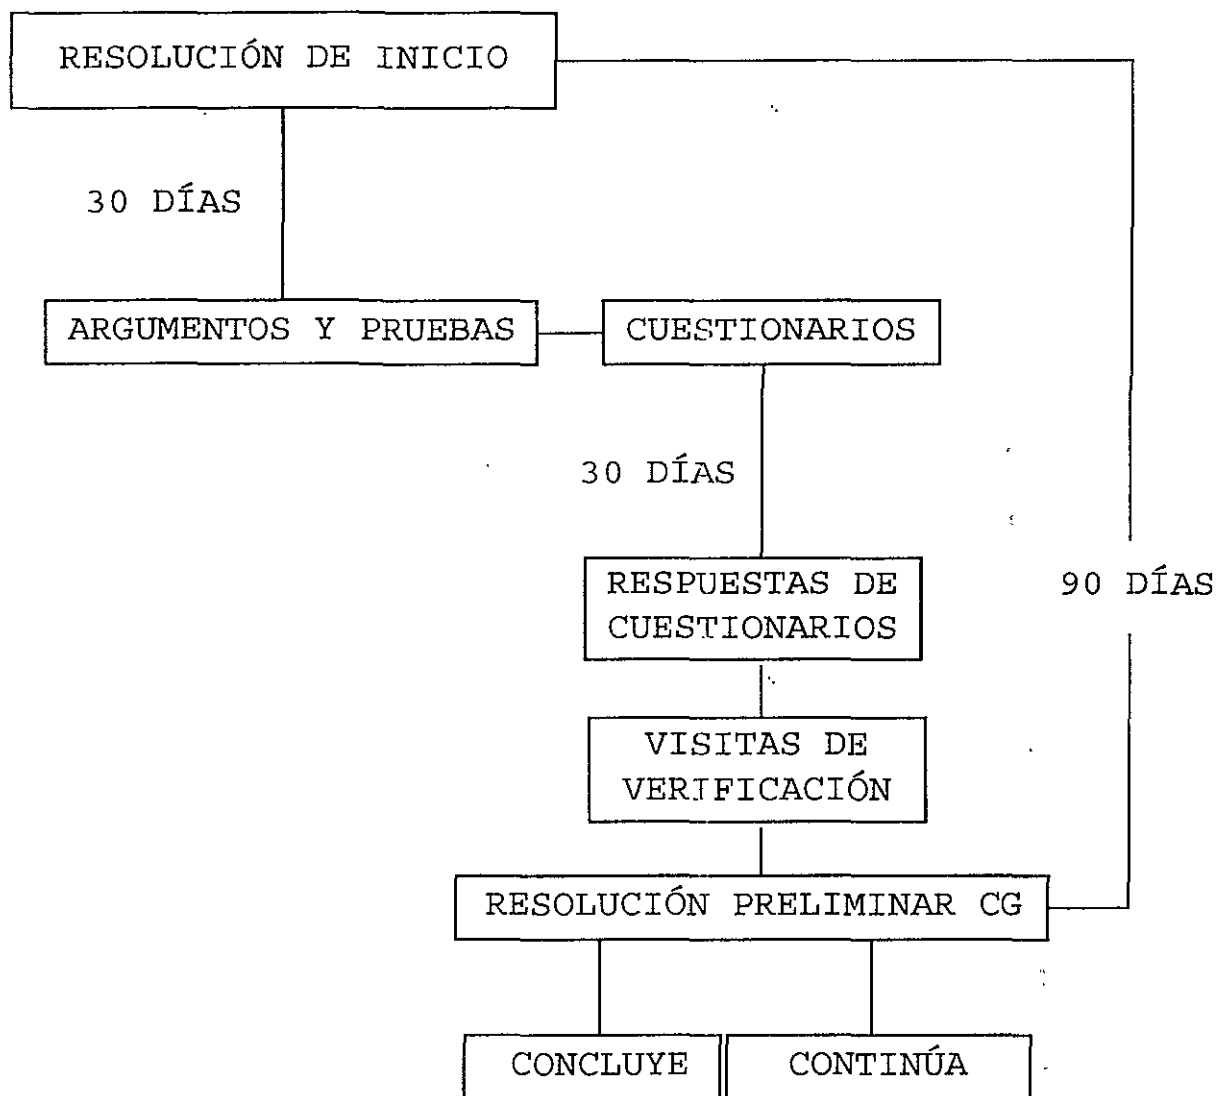 RESOLUCIÓN DE INICIO
30 DÍAS
ARGUMENTOS Y PRUEBAS
CUESTIONARIOS
30 DÍAS
RESPUESTAS DE
CUESTIONARIOS
90 DÍAS
VISITAS DE
VERIFICACIÓN
RESOLUCIÓN PRELIMINAR CG
CONCLUYE
CONTINÚA